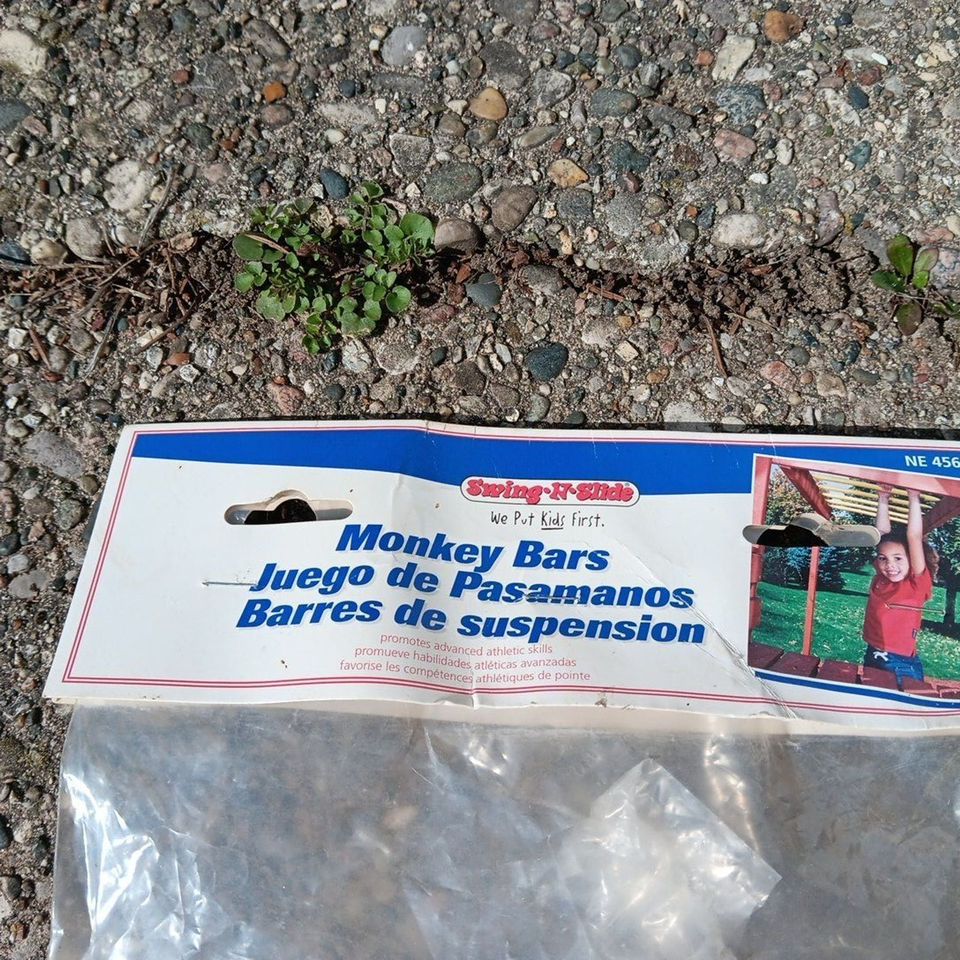 NE 456
Swing-N-Slide
We Put Kids First.
Monkey Bars
Juego de Pasamanos
Barres de suspension
promotes advanced athletic skills
promueve habilidades atléticas avanzadas
favorise les compétences athlétiques de pointe